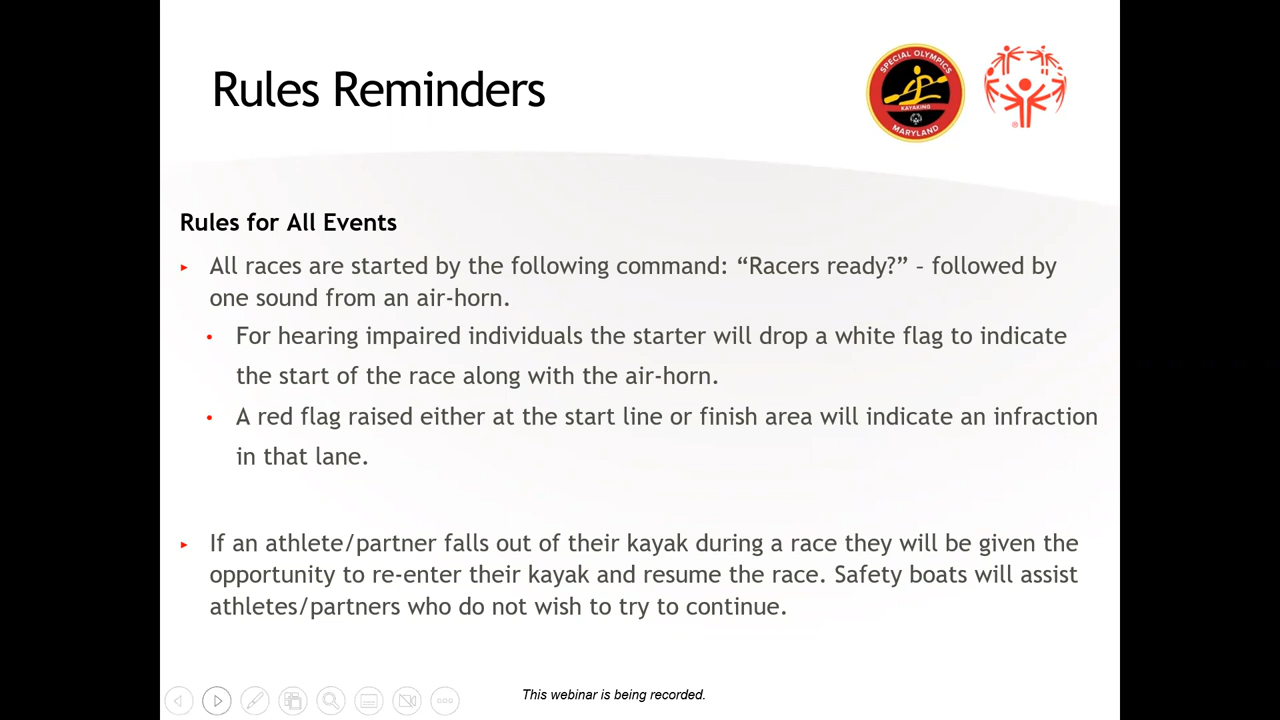 Rules Reminders
SPECIAL OLYMPICS
KAYAKING
MARYLAND
®
Rules for All Events
▸ All races are started by the following command: “Racers ready?” – followed by
one sound from an air-horn.
• For hearing impaired individuals the starter will drop a white flag to indicate
the start of the race along with the air-horn.
• A red flag raised either at the start line or finish area will indicate an infraction
in that lane.
▸ If an athlete/partner falls out of their kayak during a race they will be given the
opportunity to re-enter their kayak and resume the race. Safety boats will assist
athletes/partners who do not wish to try to continue.
This webinar is being recorded.